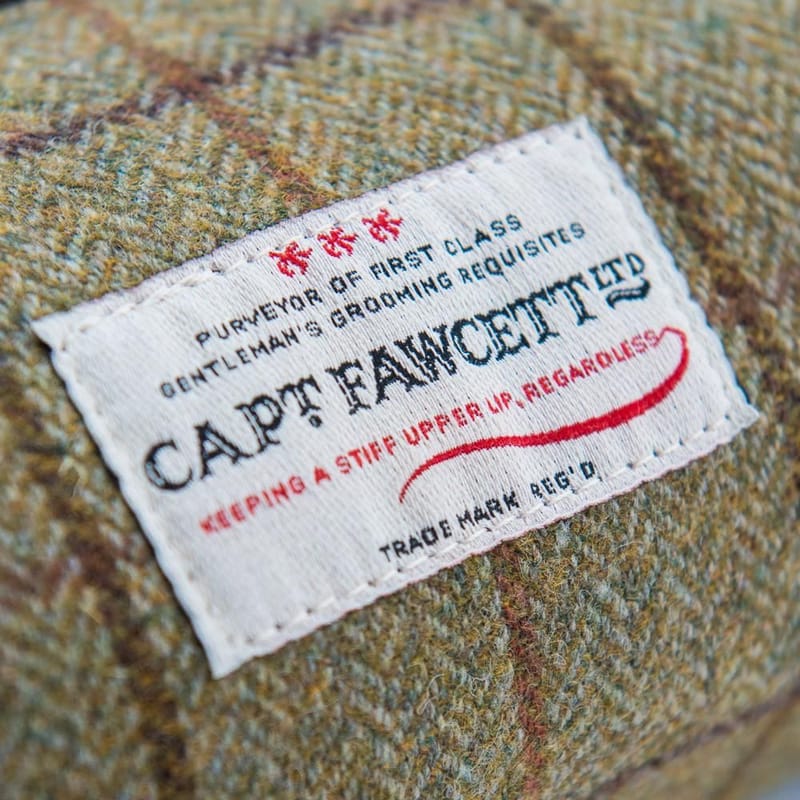 PURVEYOR OF FIRST CLASS
GENTLEMAN'S GROOMING REQUISITES
CAPT. FAWCETT LTD
KEEPING A STIFF UPPER LIP, REGARDLESS
TRADE MARK REG'D